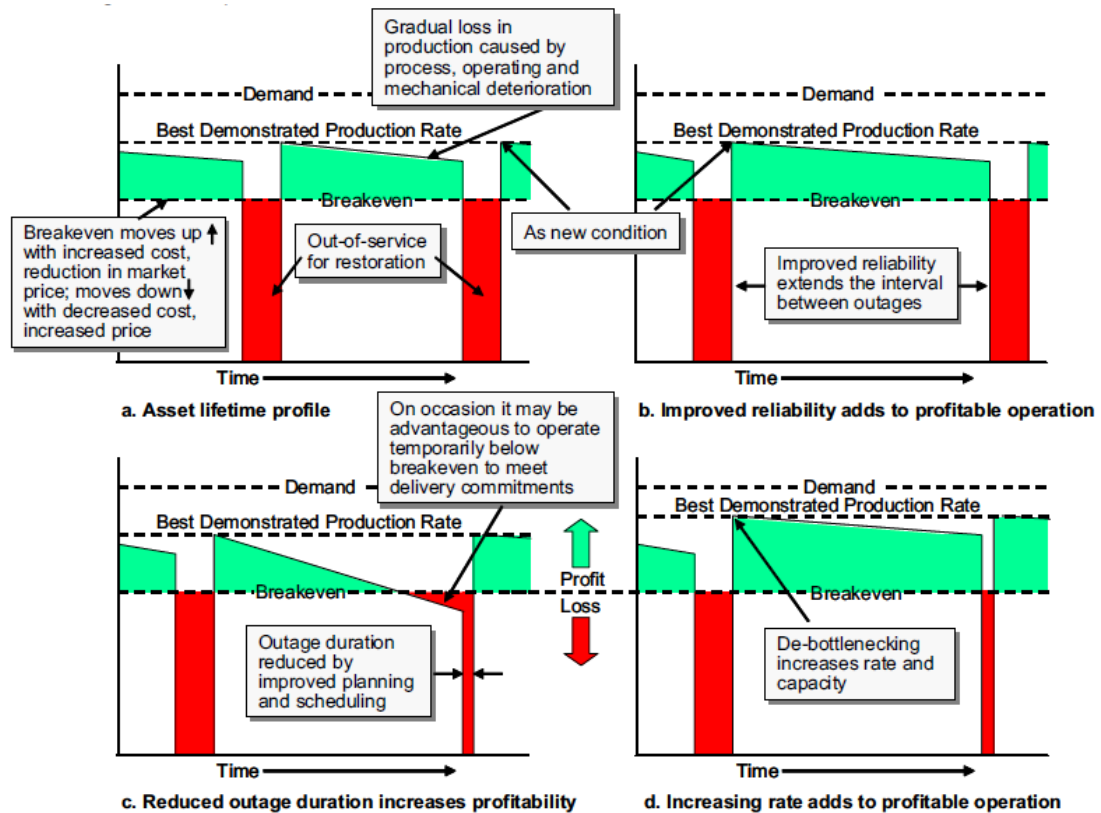 Gradual loss in
production caused by
process, operating and
mechanical deterioration
Demand
Best Demonstrated Production Rate
Breakeven
Breakeven moves up
with increased cost,
reduction in market
price; moves down
with decreased cost,
increased price
Out-of-service
for restoration
As new condition
Time
a. Asset lifetime profile
Demand
Best Demonstrated Production Rate
Breakeven
Improved reliability
extends the interval
between outages
Time
b. Improved reliability adds to profitable operation
On occasion it may be
advantageous to operate
temporarily below
breakeven to meet
delivery commitments
Demand
Best Demonstrated Production Rate
Breakeven
Profit
Loss
Outage duration
reduced by
improved planning
and scheduling
Time
c. Reduced outage duration increases profitability
Demand
Best Demonstrated Production Rate
Breakeven
De-bottlenecking
increases rate and
capacity
Time
d. Increasing rate adds to profitable operation